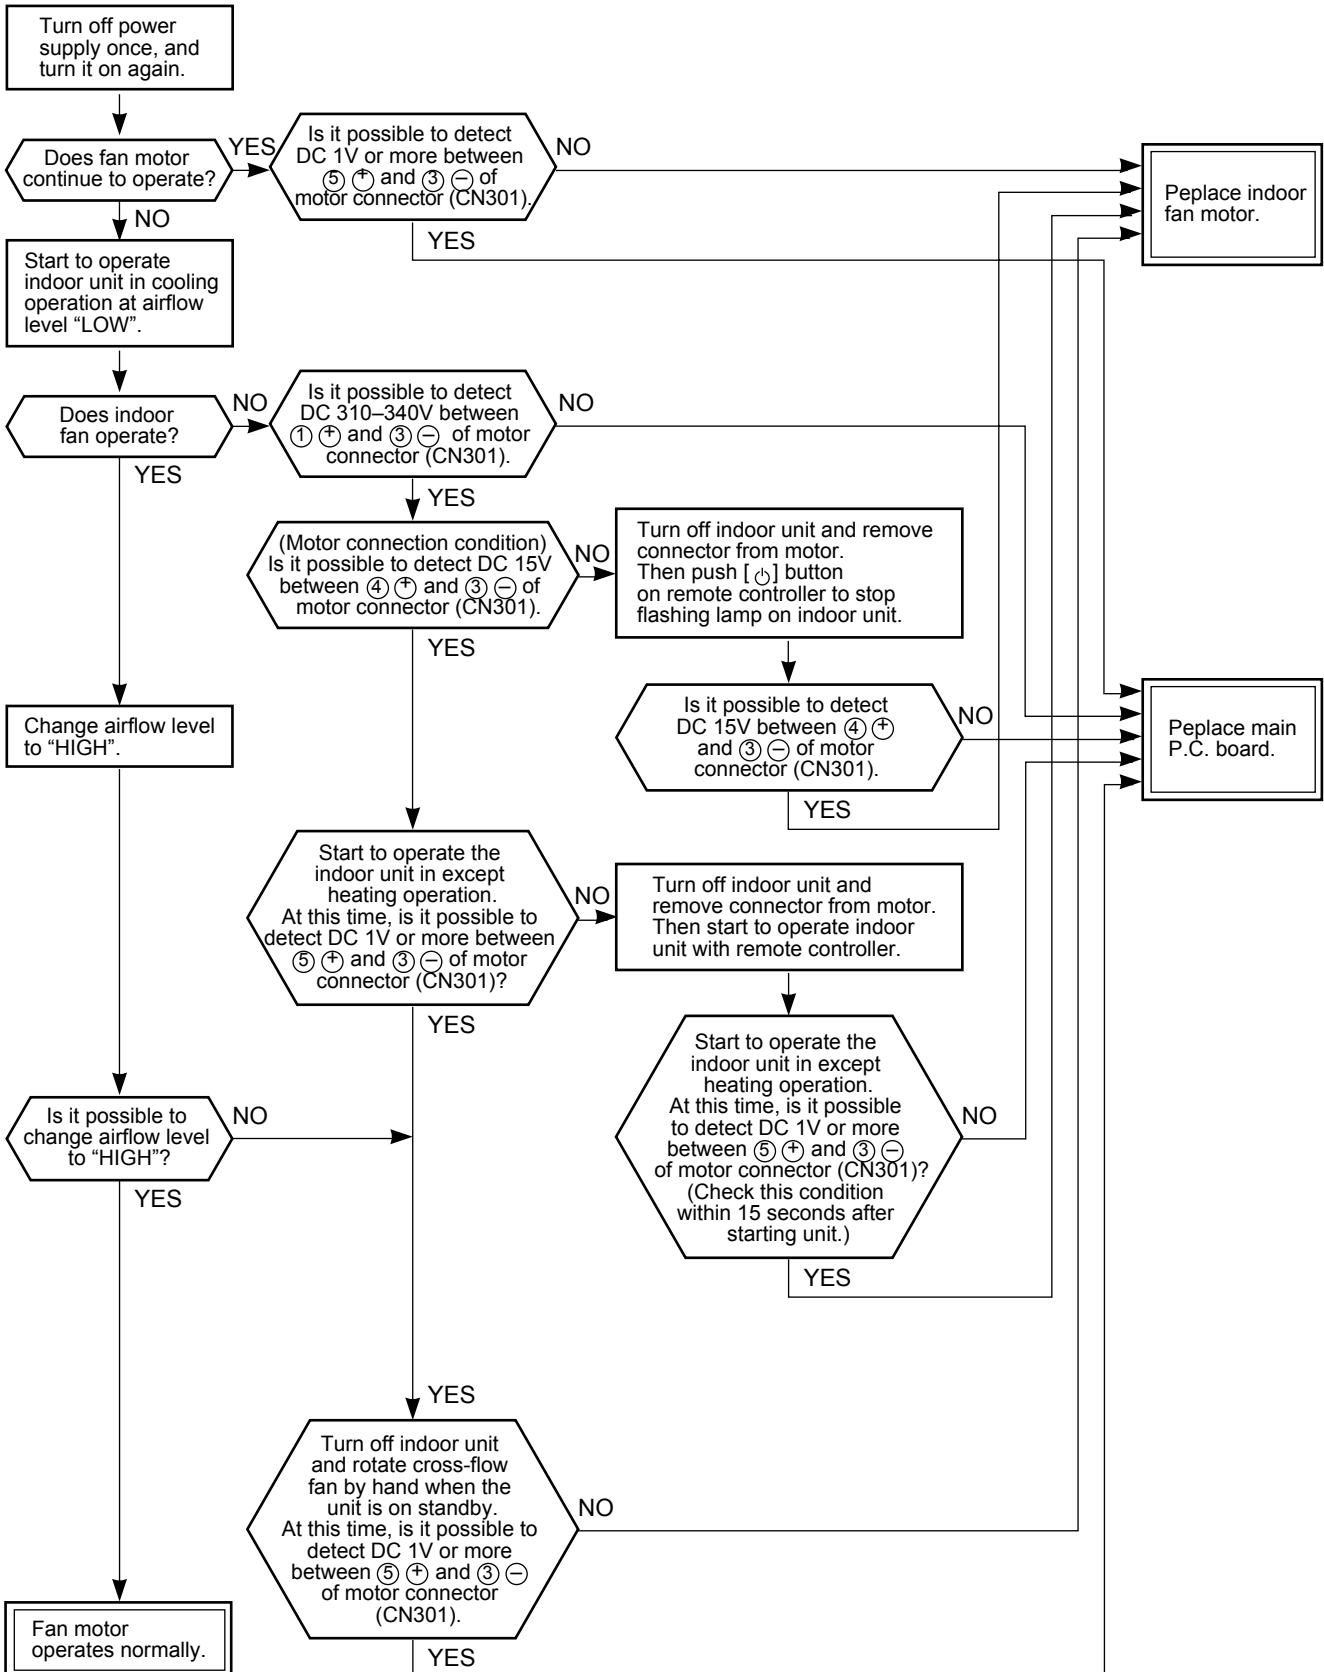 Turn off power
supply once, and
turn it on again.
Does fan motor
continue to operate?
YES
Is it possible to detect
DC 1V or more between
⑤ ⊕ and ③ ⊖ of
motor connector (CN301).
NO
Peplace indoor
fan motor.
NO
YES
Start to operate
indoor unit in cooling
operation at airflow
level “LOW”.
Does indoor
fan operate?
NO
Is it possible to detect
DC 310–340V between
① ⊕ and ③ ⊖ of motor
connector (CN301).
NO
YES
YES
(Motor connection condition)
Is it possible to detect DC 15V
between ④ ⊕ and ③ ⊖ of
motor connector (CN301).
NO
Turn off indoor unit and remove
connector from motor.
Then push [ ⏻ ] button
on remote controller to stop
flashing lamp on indoor unit.
YES
Change airflow level
to “HIGH”.
Is it possible to detect
DC 15V between ④ ⊕
and ③ ⊖ of motor
connector (CN301).
NO
Peplace main
P.C. board.
YES
Start to operate the
indoor unit in except
heating operation.
At this time, is it possible to
detect DC 1V or more between
⑤ ⊕ and ③ ⊖ of motor
connector (CN301)?
NO
Turn off indoor unit and
remove connector from motor.
Then start to operate indoor
unit with remote controller.
YES
Start to operate the
indoor unit in except
heating operation.
At this time, is it possible
to detect DC 1V or more
between ⑤ ⊕ and ③ ⊖
of motor connector (CN301)?
(Check this condition
within 15 seconds after
starting unit.)
NO
YES
Is it possible to
change airflow level
to “HIGH”?
NO
YES
YES
Turn off indoor unit
and rotate cross-flow
fan by hand when the
unit is on standby.
At this time, is it possible to
detect DC 1V or more
between ⑤ ⊕ and ③ ⊖
of motor connector
(CN301).
NO
YES
Fan motor
operates normally.